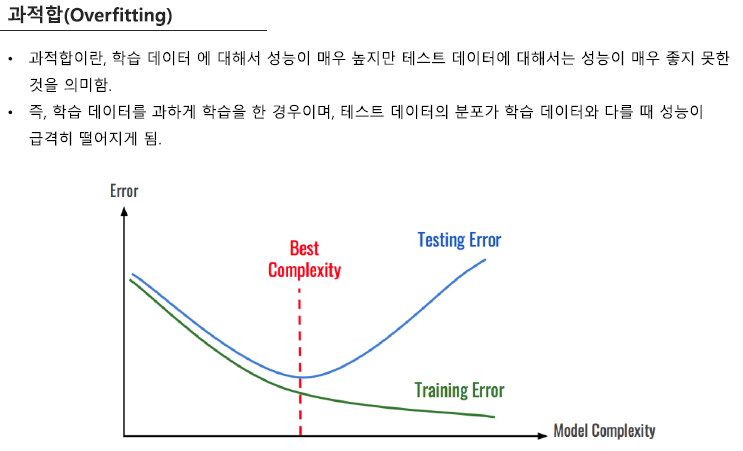 과적합(Overfitting)
• 과적합이란, 학습 데이터 에 대해서 성능이 매우 높지만 테스트 데이터에 대해서는 성능이 매우 좋지 못한
것을 의미함.
• 즉, 학습 데이터를 과하게 학습을 한 경우이며, 테스트 데이터의 분포가 학습 데이터와 다를 때 성능이
급격히 떨어지게 됨.
Error
Testing Error
Best
Complexity
Training Error
Model Complexity